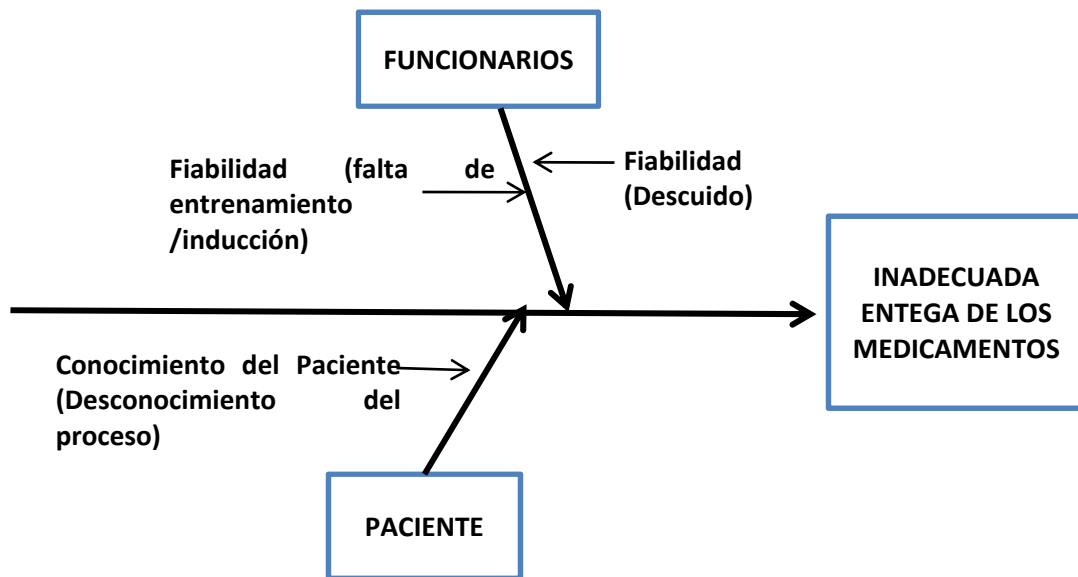 FUNCIONARIOS
Fiabilidad (falta de
entrenamiento
/inducción)
Fiabilidad
(Descuido)
INADECUADA
ENTEGA DE LOS
MEDICAMENTOS
Conocimiento del Paciente
(Desconocimiento del
proceso)
PACIENTE